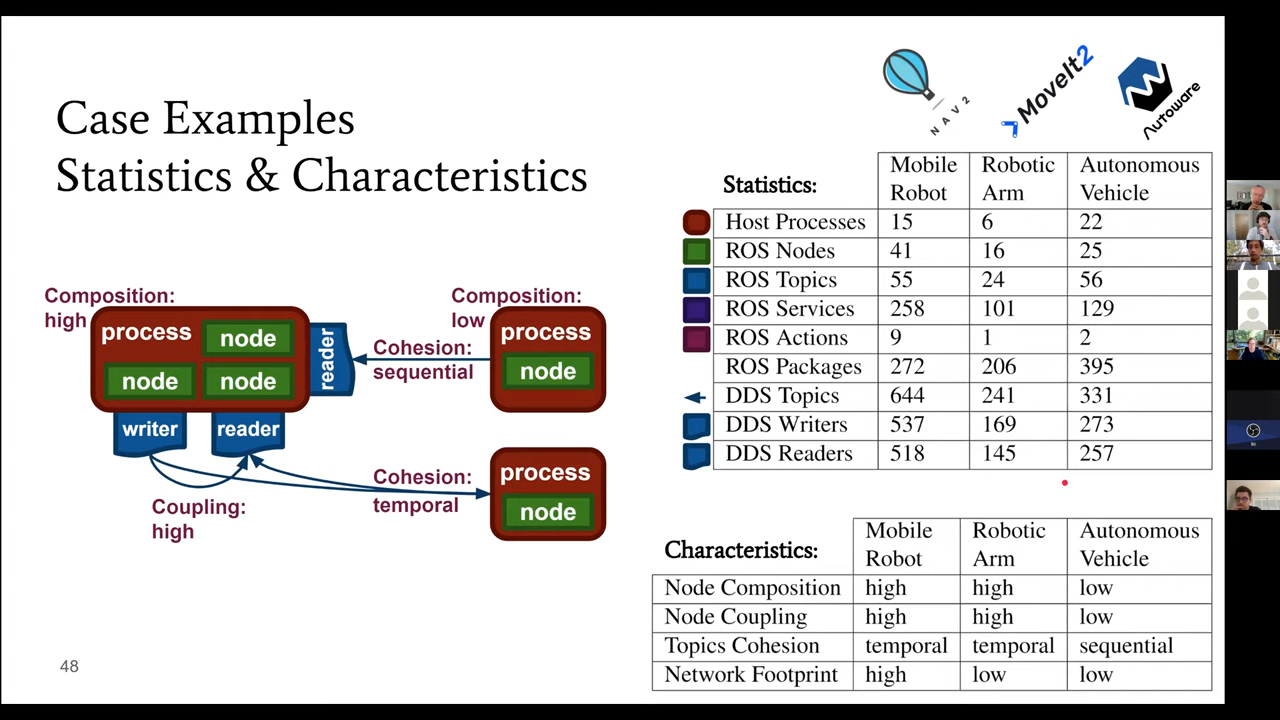 Case Examples
Statistics & Characteristics
NAV2
MoveIt2
Autoware
Composition:
high
process
node
node
node
reader
writer
reader
Cohesion:
sequential
Composition:
low
process
node
Coupling:
high
Cohesion:
temporal
process
node
Statistics:
Mobile Robot Robotic Arm Autonomous Vehicle
Host Processes 15 6 22
ROS Nodes 41 16 25
ROS Topics 55 24 56
ROS Services 258 101 129
ROS Actions 9 1 2
ROS Packages 272 206 395
DDS Topics 644 241 331
DDS Writers 537 169 273
DDS Readers 518 145 257
Characteristics:
Mobile Robot Robotic Arm Autonomous Vehicle
Node Composition high high low
Node Coupling high high low
Topics Cohesion temporal temporal sequential
Network Footprint high low low
48